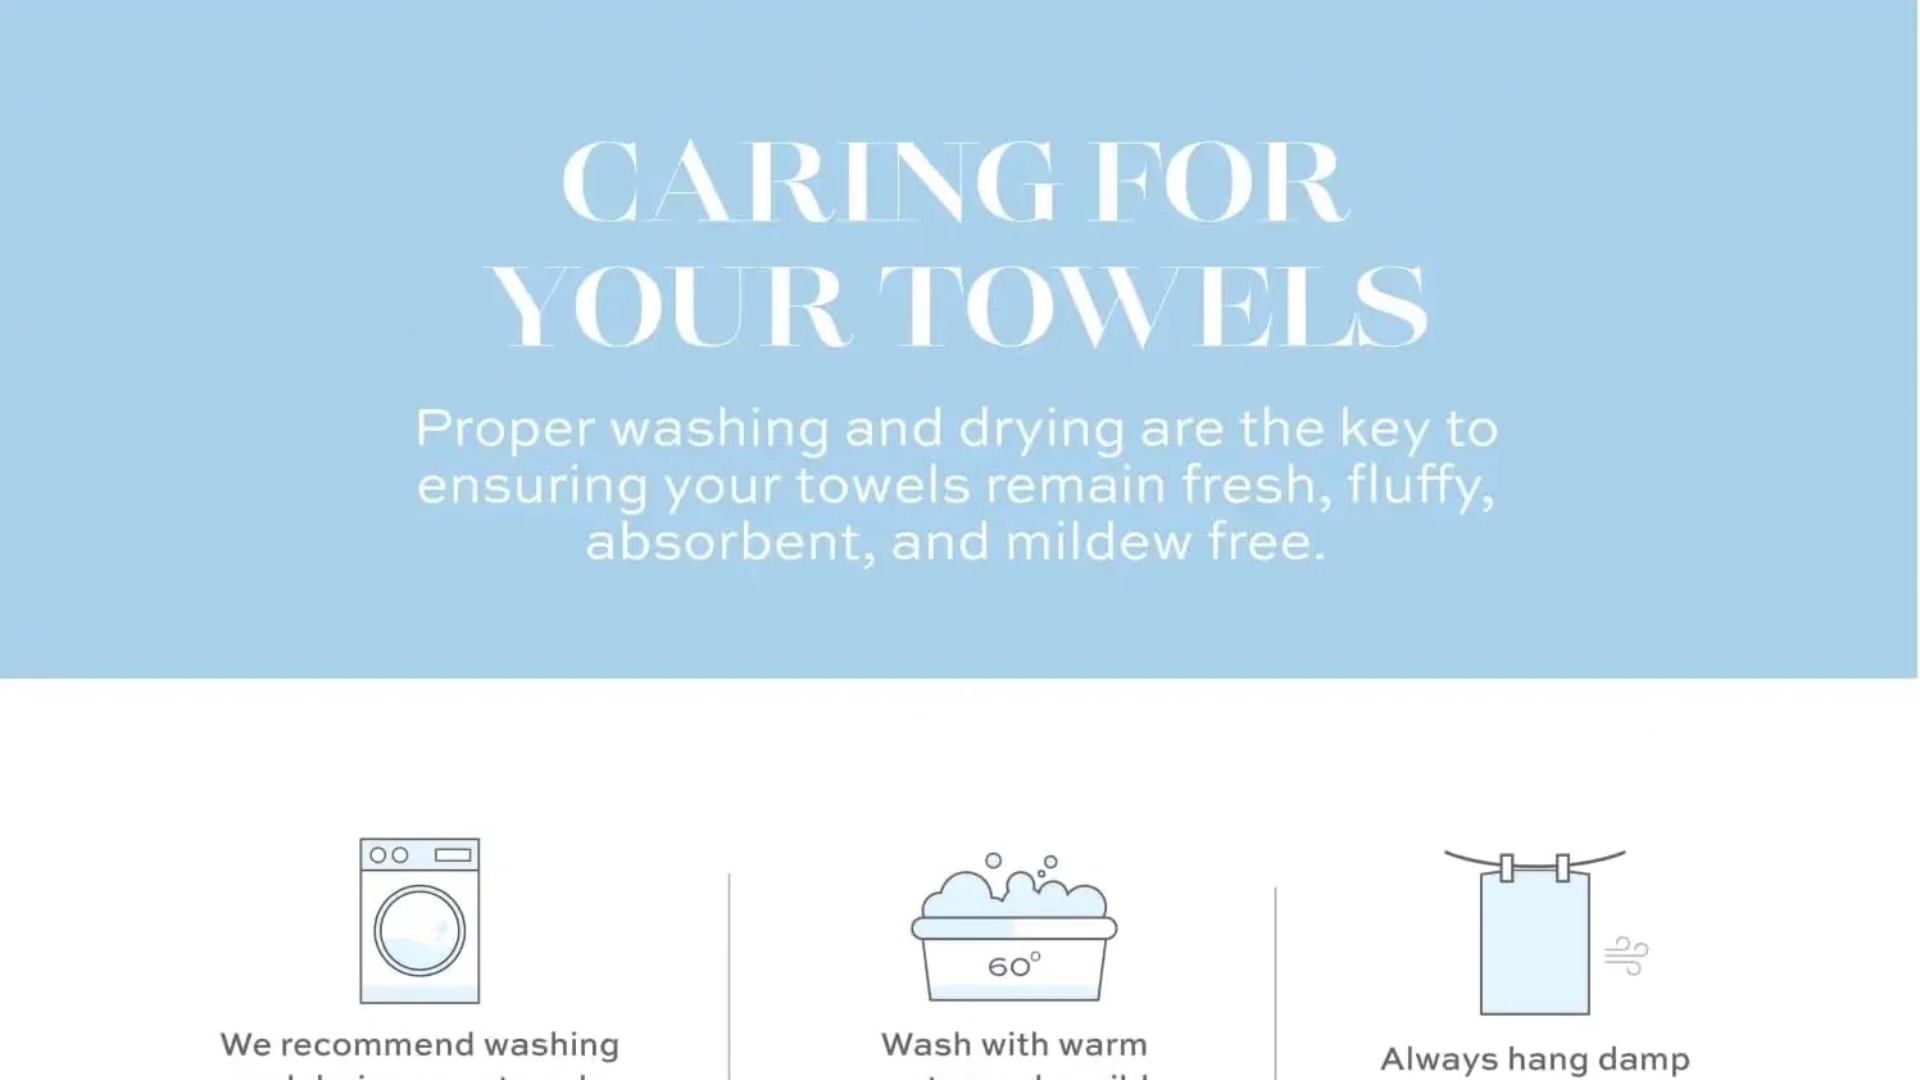 CARING FOR
YOUR TOWELS
Proper washing and drying are the key to
ensuring your towels remain fresh, fluffy,
absorbent, and mildew free.
60°
We recommend washing
Wash with warm
Always hang damp